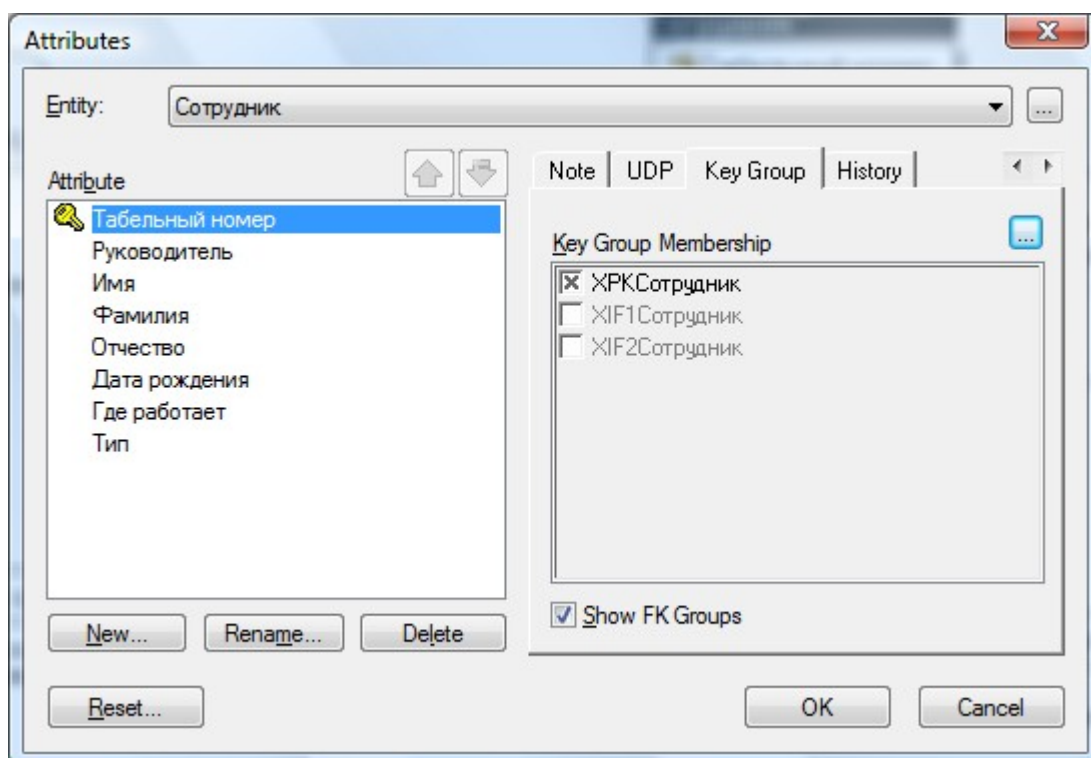 Attributes
Entity:
Сотрудник
...
Attribute
Табельный номер
Руководитель
Имя
Фамилия
Отчество
Дата рождения
Где работает
Тип
New...
Rename...
Delete
Reset...
Note
UDP
Key Group
History
Key Group Membership
...
XPKСотрудник
XIF1Сотрудник
XIF2Сотрудник
Show FK Groups
OK
Cancel